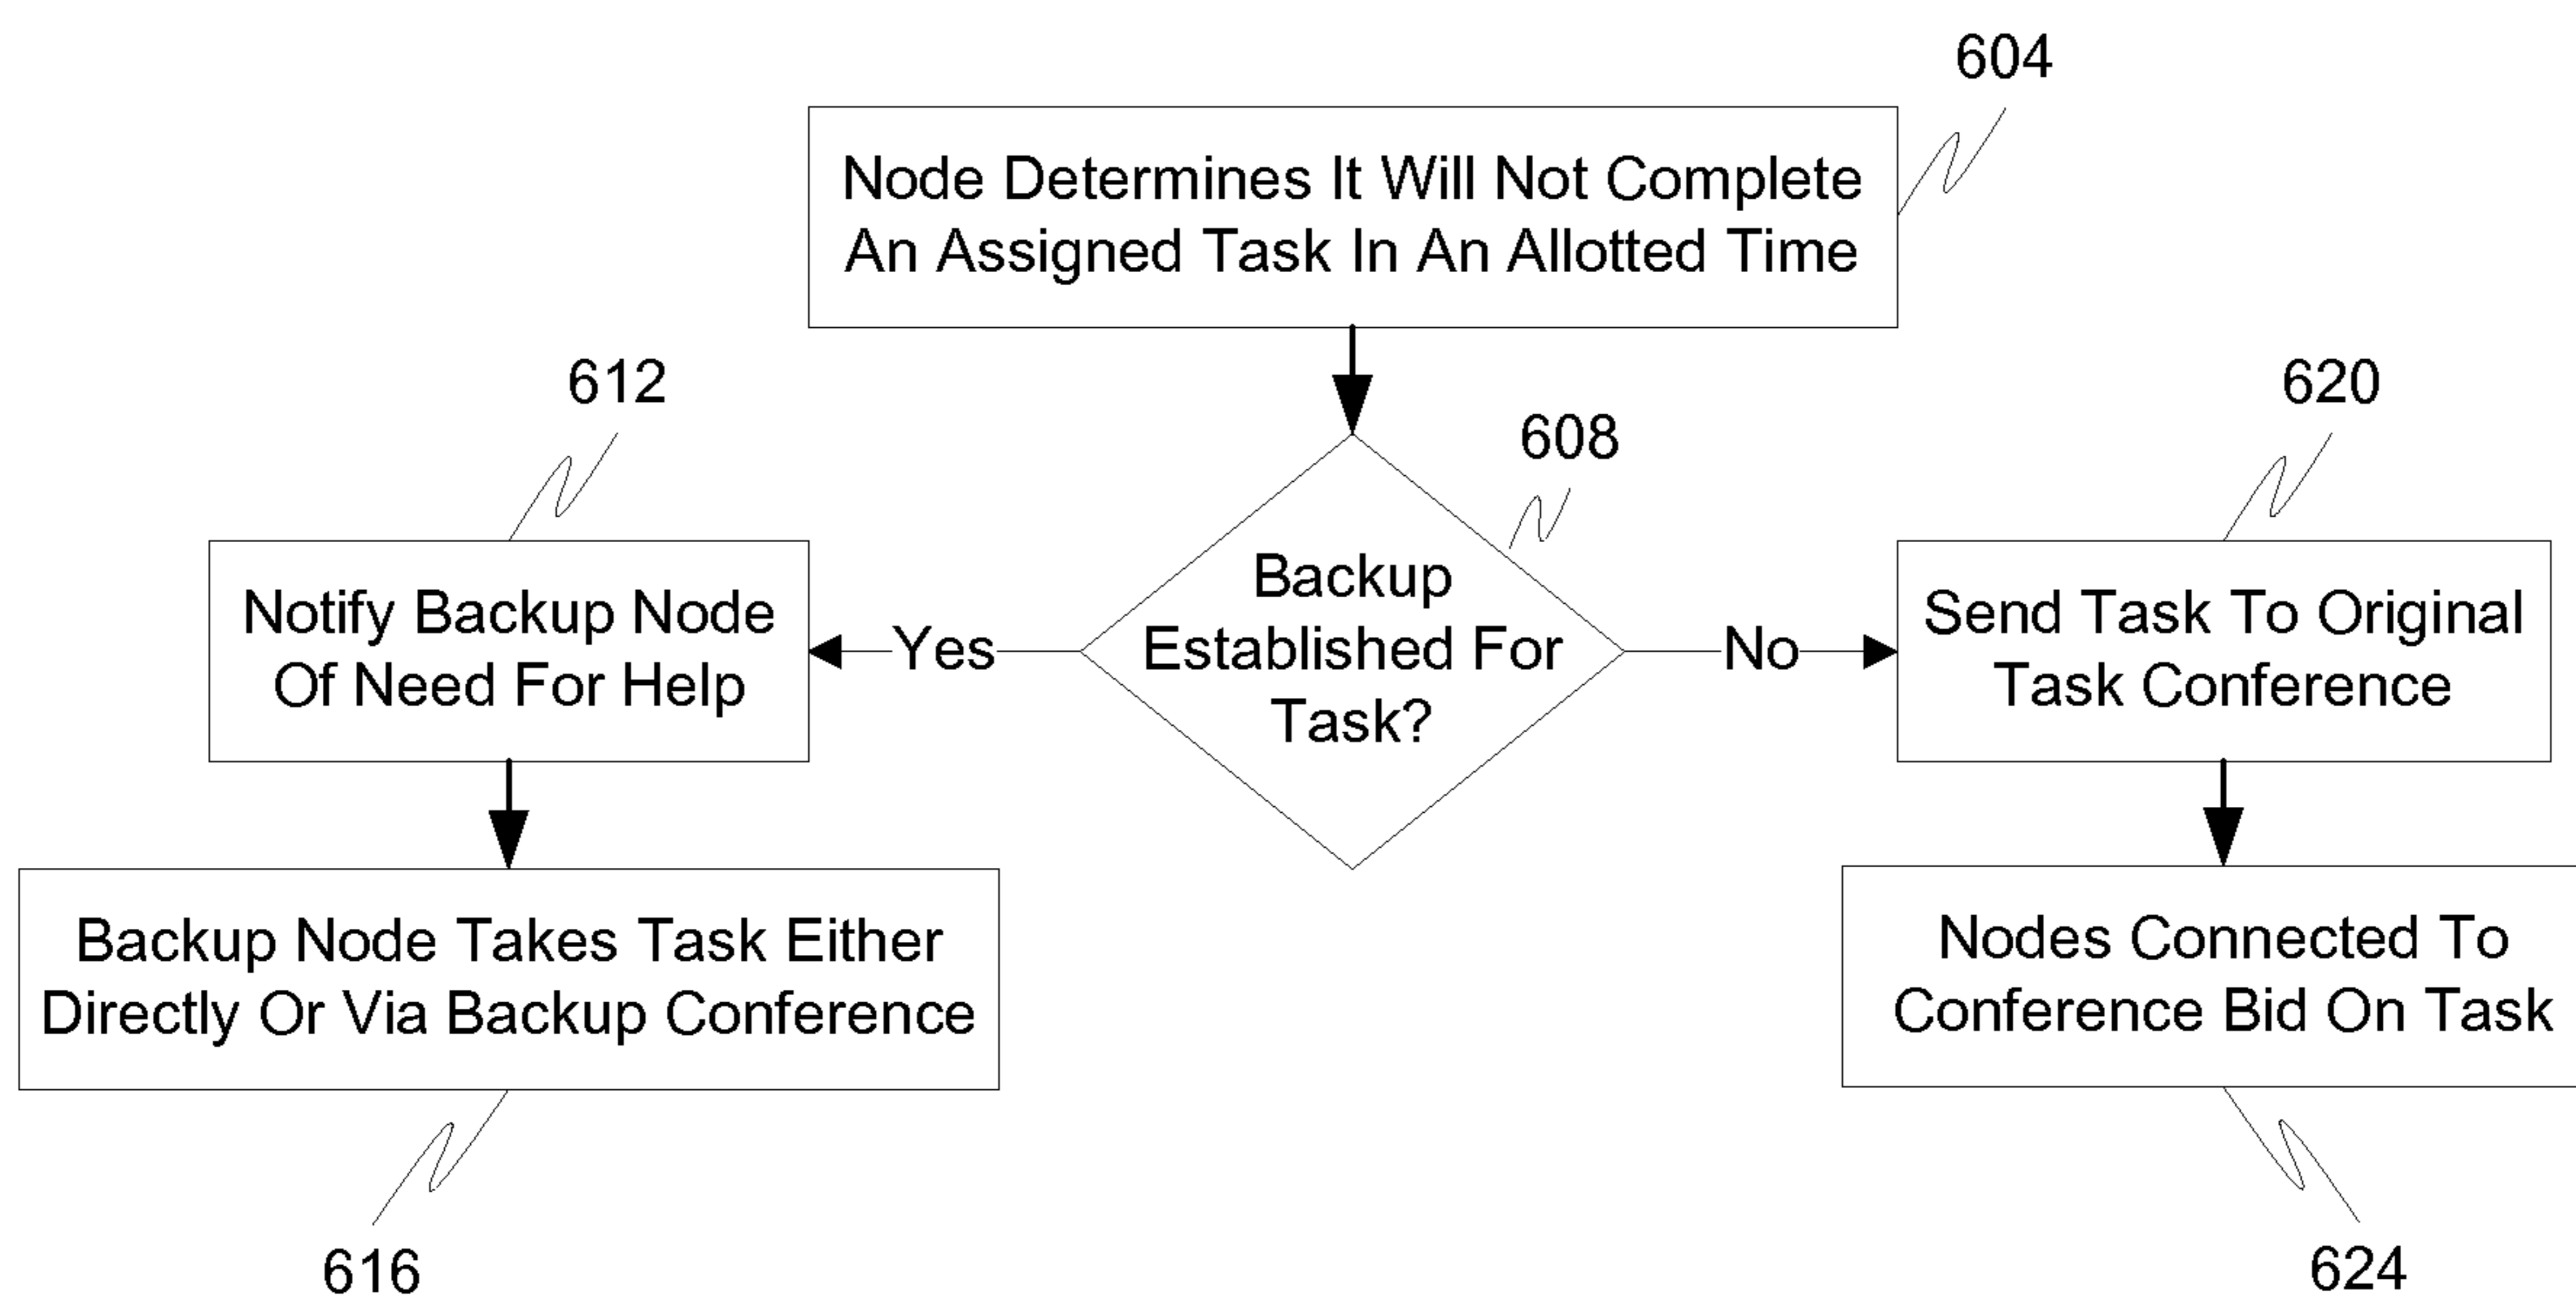 604
Node Determines It Will Not Complete
An Assigned Task In An Allotted Time
612
608
620
Notify Backup Node
Of Need For Help
Yes
Backup
Established For
Task?
No
Send Task To Original
Task Conference
Backup Node Takes Task Either
Directly Or Via Backup Conference
Nodes Connected To
Conference Bid On Task
616
624